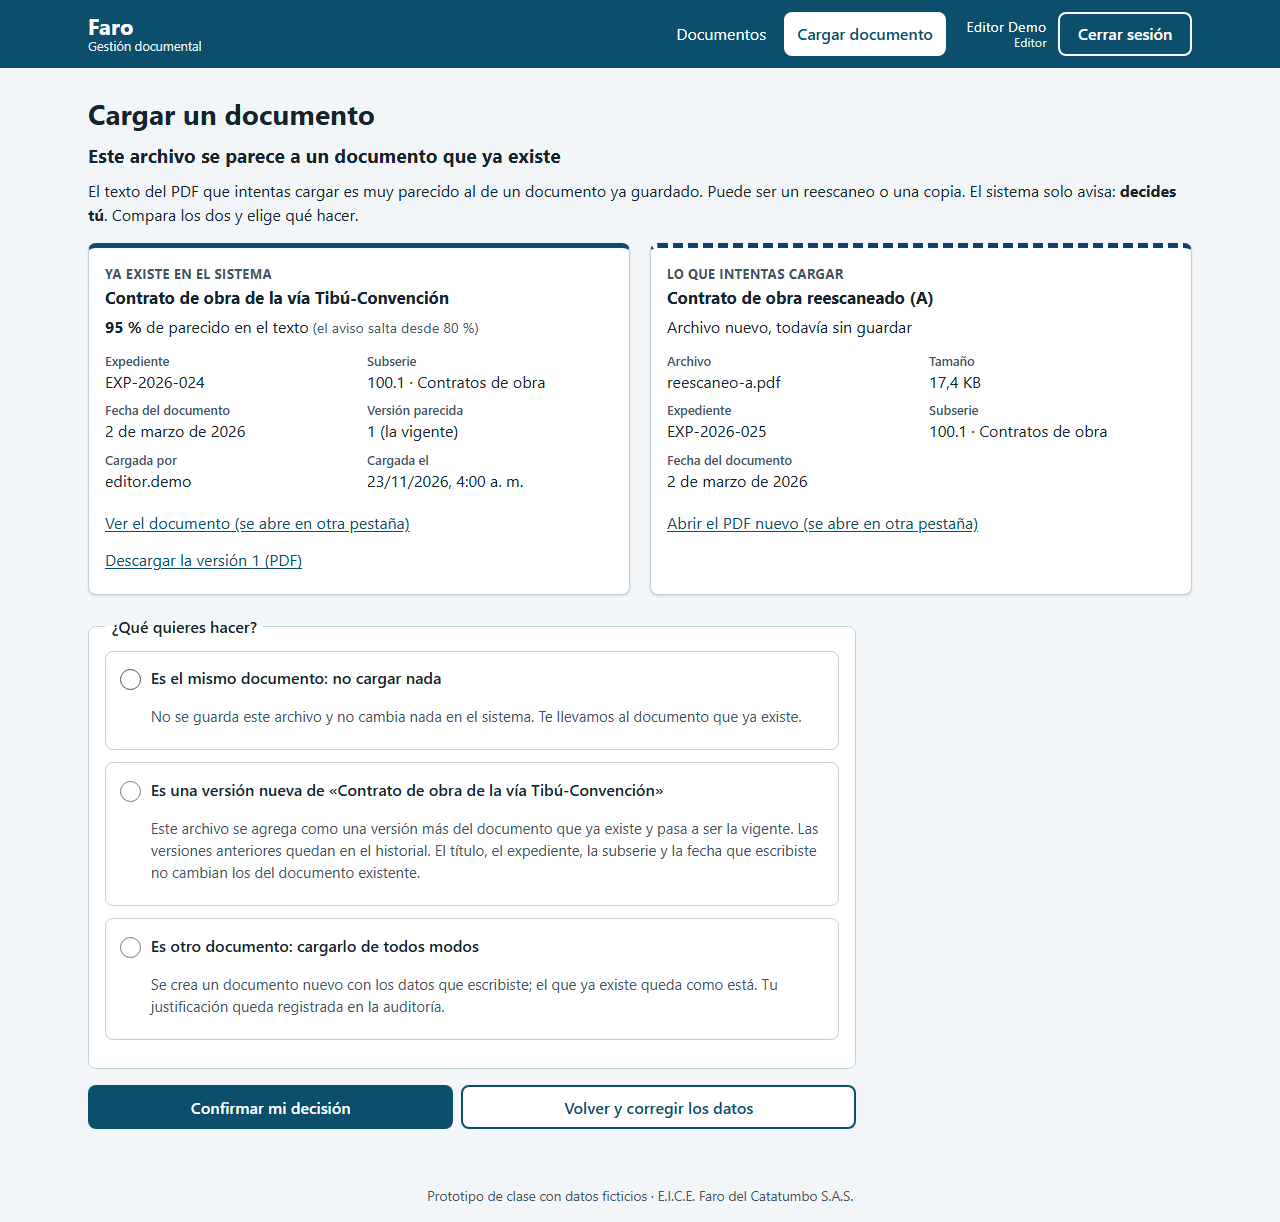 Faro
Gestión documental
Documentos
Cargar documento
Editor Demo
Editor
Cerrar sesión
Cargar un documento
Este archivo se parece a un documento que ya existe
El texto del PDF que intentas cargar es muy parecido al de un documento ya guardado. Puede ser un reescaneo o una copia. El sistema solo avisa: decides
tú. Compara los dos y elige qué hacer.
YA EXISTE EN EL SISTEMA
Contrato de obra de la vía Tibú-Convención
95 % de parecido en el texto (el aviso salta desde 80 %)
Expediente
EXP-2026-024
Subserie
100.1 · Contratos de obra
Fecha del documento
2 de marzo de 2026
Versión parecida
1 (la vigente)
Cargada por
editor.demo
Cargada el
23/11/2026, 4:00 a. m.
Ver el documento (se abre en otra pestaña)
Descargar la versión 1 (PDF)
LO QUE INTENTAS CARGAR
Contrato de obra reescaneado (A)
Archivo nuevo, todavía sin guardar
Archivo
reescaneo-a.pdf
Tamaño
17,4 KB
Expediente
EXP-2026-025
Subserie
100.1 · Contratos de obra
Fecha del documento
2 de marzo de 2026
Abrir el PDF nuevo (se abre en otra pestaña)
¿Qué quieres hacer?
Es el mismo documento: no cargar nada
No se guarda este archivo y no cambia nada en el sistema. Te llevamos al documento que ya existe.
Es una versión nueva de «Contrato de obra de la vía Tibú-Convención»
Este archivo se agrega como una versión más del documento que ya existe y pasa a ser la vigente. Las
versiones anteriores quedan en el historial. El título, el expediente, la subserie y la fecha que escribiste
no cambian los del documento existente.
Es otro documento: cargarlo de todos modos
Se crea un documento nuevo con los datos que escribiste; el que ya existe queda como está. Tu
justificación queda registrada en la auditoría.
Confirmar mi decisión
Volver y corregir los datos
Prototipo de clase con datos ficticios · E.I.C.E. Faro del Catatumbo S.A.S.